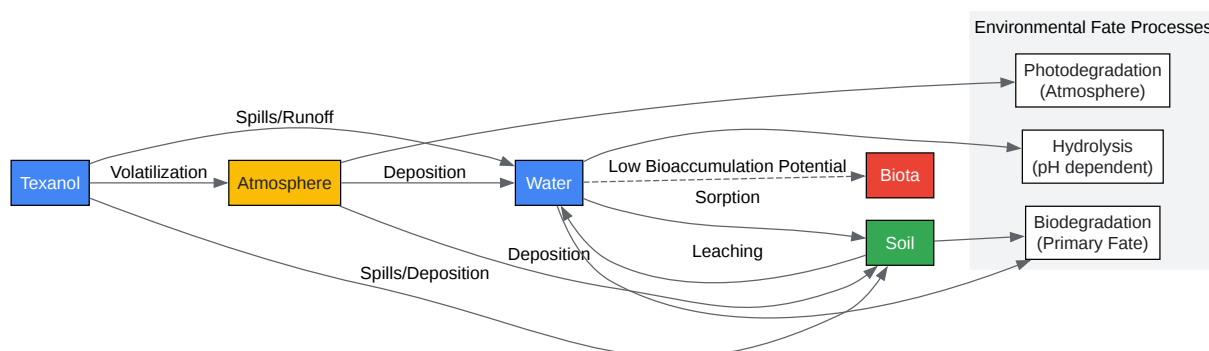 Environmental Fate Processes
Photodegradation
(Atmosphere)
Spills/Runoff
Hydrolysis
(pH dependent)
Texanol
Volatilization
Atmosphere
Deposition
Water
Low Bioaccumulation Potential
Biota
Sorption
Biodegradation
(Primary Fate)
Soil
Deposition
Leaching
Spills/Deposition